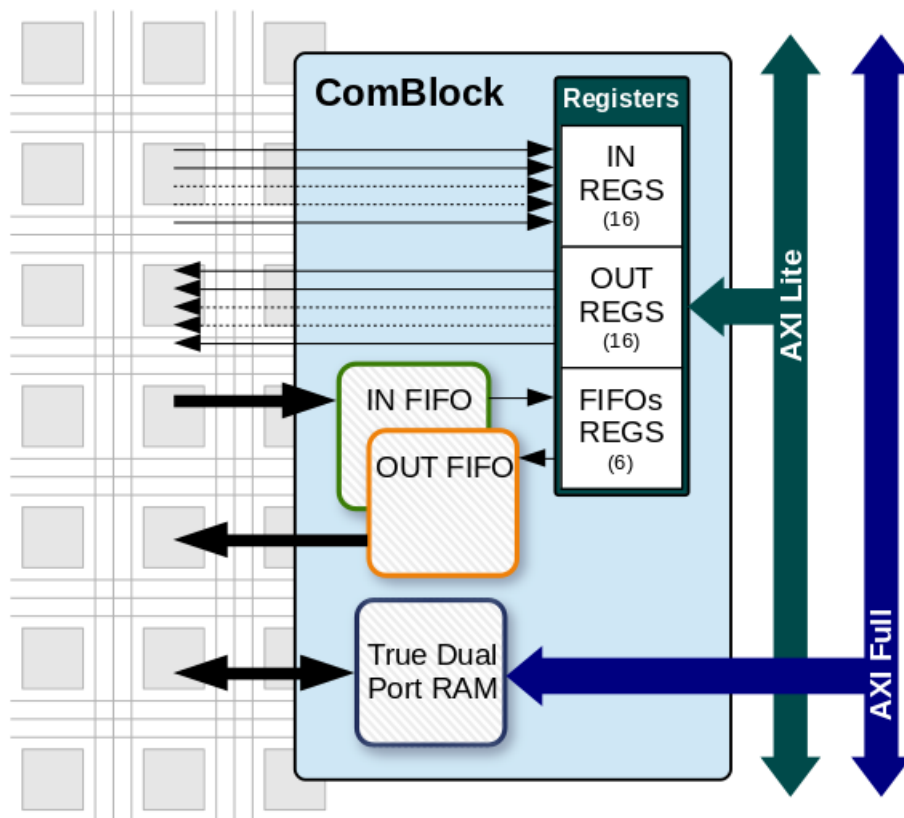 ComBlock
Registers
IN
REGS
(16)
OUT
REGS
(16)
FIFOs
REGS
(6)
IN FIFO
OUT FIFO
True Dual
Port RAM
AXI Lite
AXI Full